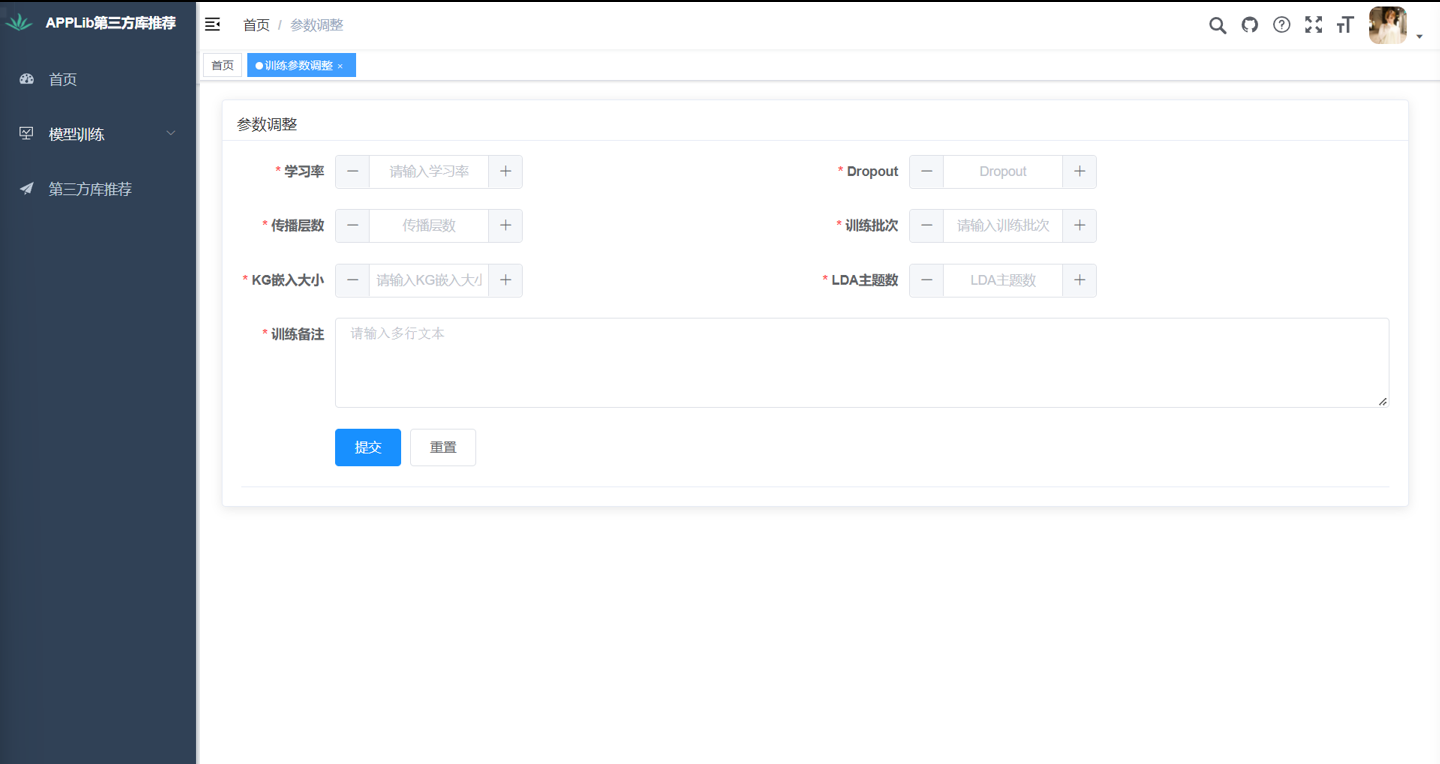 APPLib第三方库推荐
首页 / 参数调整
首页
训练参数调整 ×
首页
模型训练
第三方库推荐
参数调整
* 学习率 请输入学习率
* Dropout Dropout
* 传播层数 传播层数
* 训练批次 请输入训练批次
* KG嵌入大小 请输入KG嵌入大小
* LDA主题数 LDA主题数
* 训练备注 请输入多行文本
提交
重置